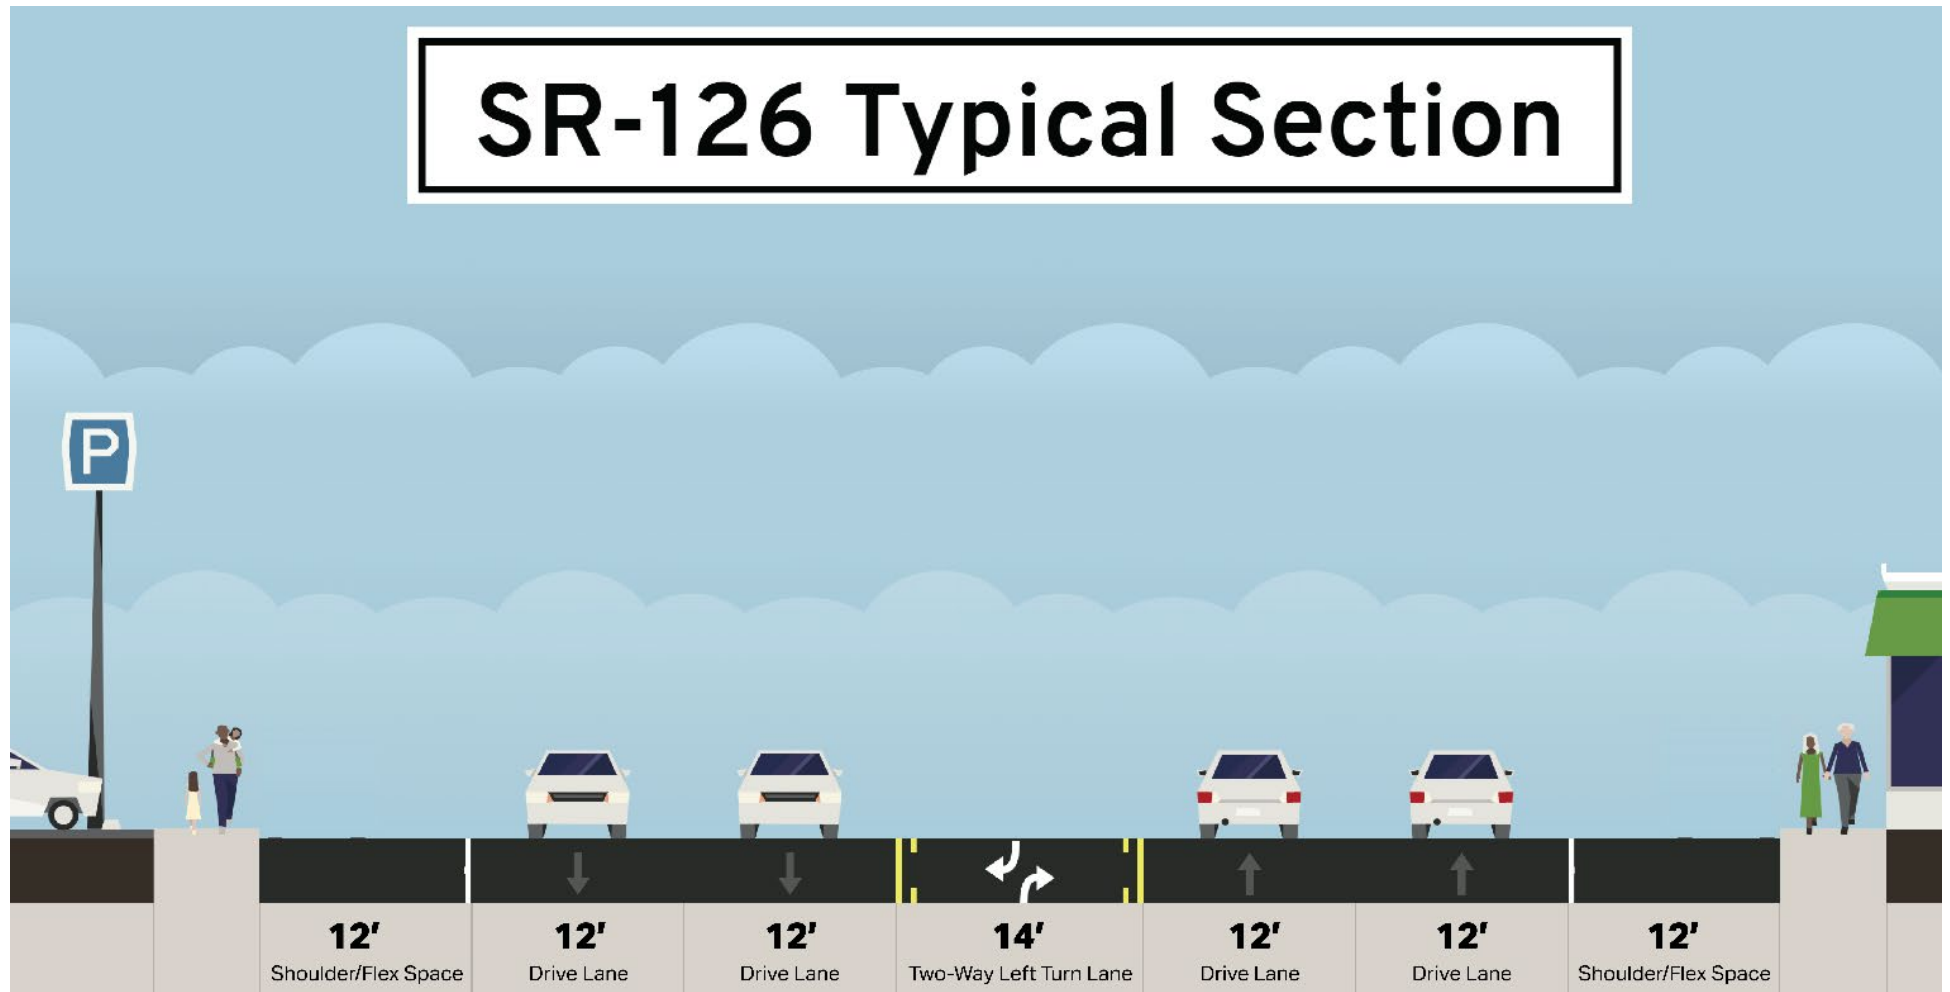 SR-126 Typical Section
P
12' 12' 12' 14' 12' 12' 12'
Shoulder/Flex Space Drive Lane Drive Lane Two-Way Left Turn Lane Drive Lane Drive Lane Shoulder/Flex Space